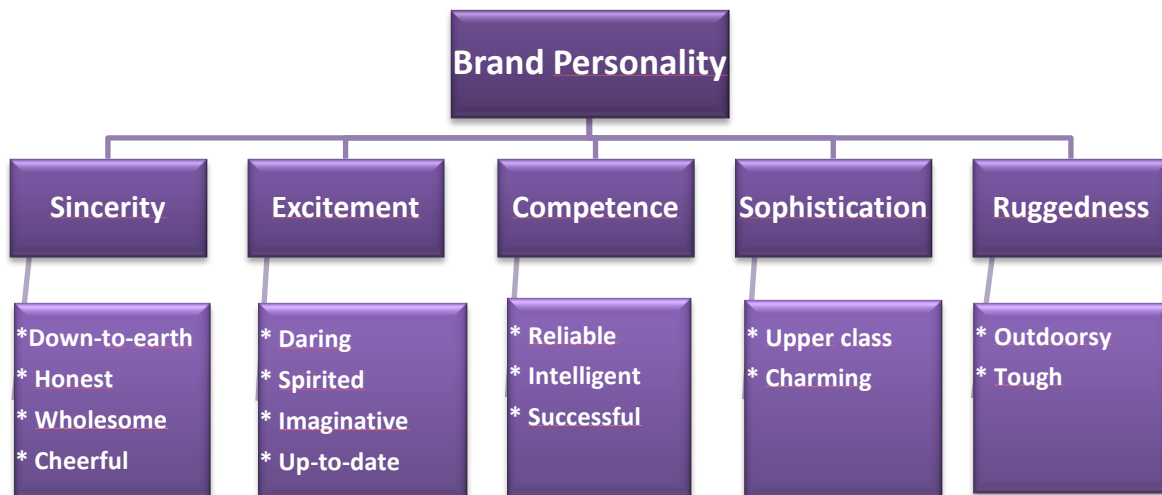 Brand Personality
Sincerity
Excitement
Competence
Sophistication
Ruggedness
*Down-to-earth
* Honest
* Wholesome
* Cheerful
* Daring
* Spirited
* Imaginative
* Up-to-date
* Reliable
* Intelligent
* Successful
* Upper class
* Charming
* Outdoorsy
* Tough